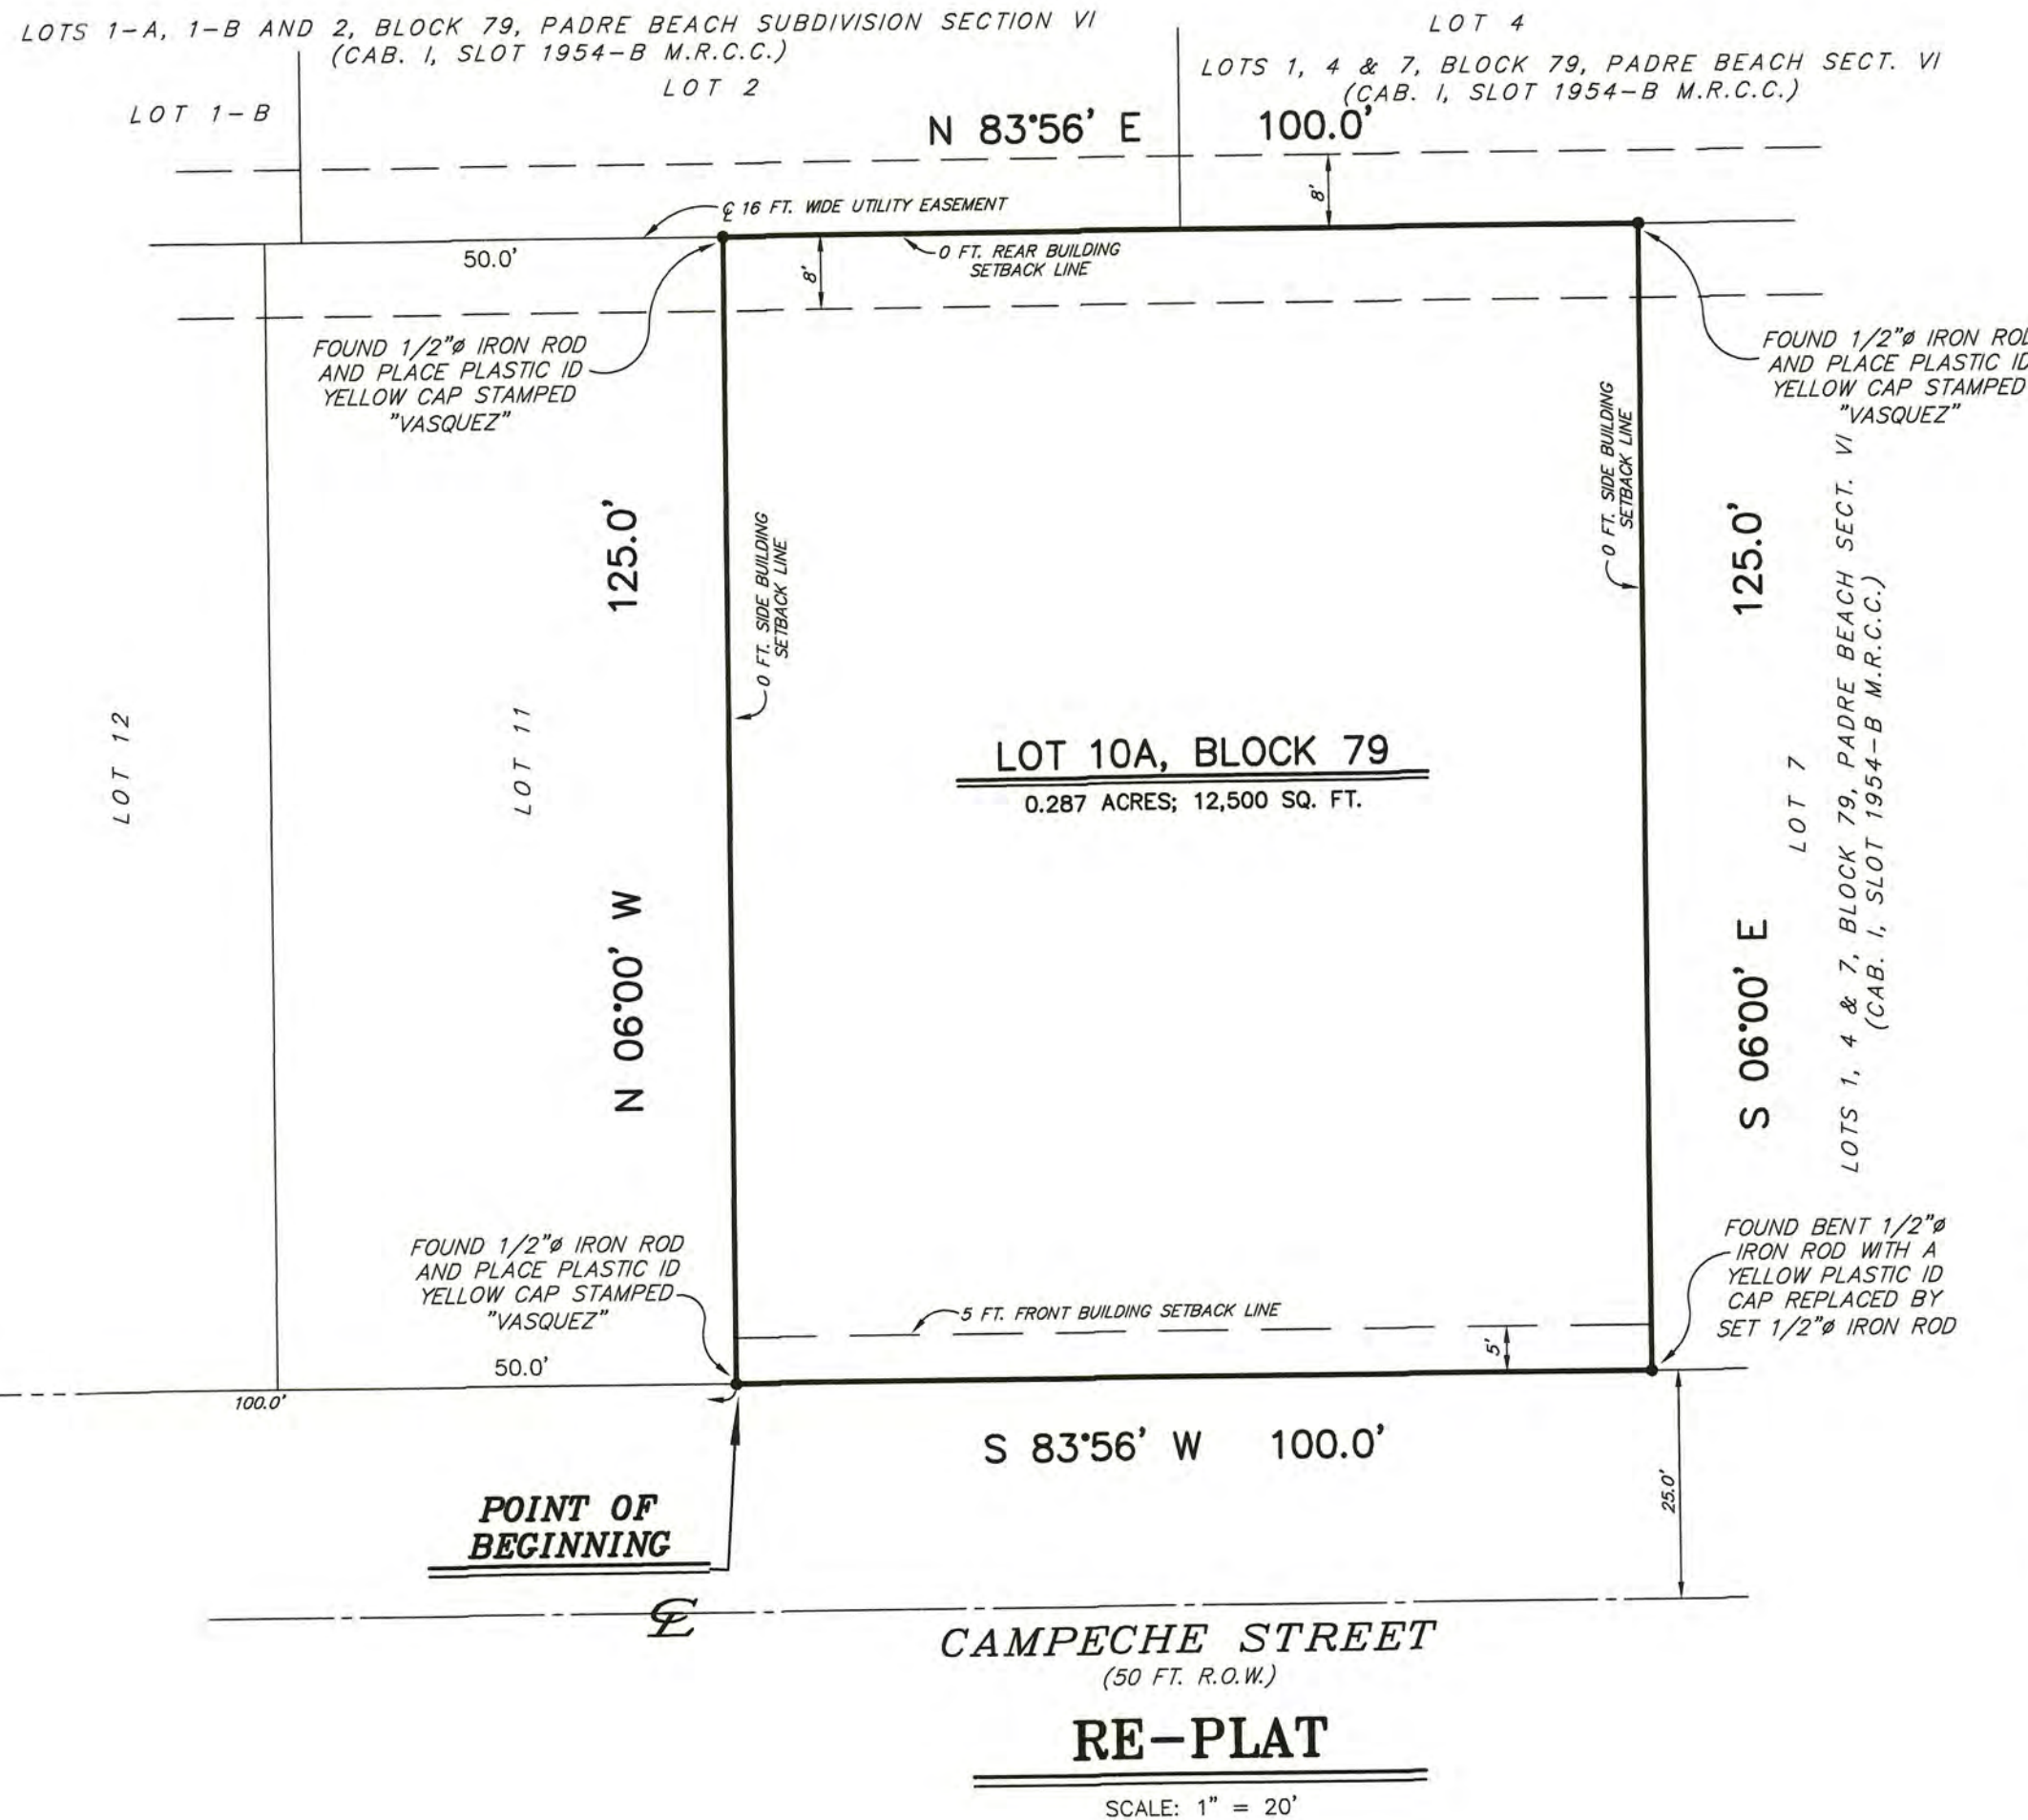 LOTS 1-A, 1-B AND 2, BLOCK 79, PADRE BEACH SUBDIVISION SECTION VI
(CAB. I, SLOT 1954-B M.R.C.C.)
LOT 2
LOT 1-B
LOT 4
LOTS 1, 4 & 7, BLOCK 79, PADRE BEACH SECT. VI
(CAB. I, SLOT 1954-B M.R.C.C.)
N 83°56' E 100.0'
8'
℄ 16 FT. WIDE UTILITY EASEMENT
50.0'
8'
0 FT. REAR BUILDING
SETBACK LINE
FOUND 1/2"ø IRON ROD
AND PLACE PLASTIC ID
YELLOW CAP STAMPED
"VASQUEZ"
FOUND 1/2"ø IRON ROD
AND PLACE PLASTIC ID
YELLOW CAP STAMPED
"VASQUEZ"
LOT 12
LOT 11
N 06°00' W 125.0'
0 FT. SIDE BUILDING
SETBACK LINE
LOT 10A, BLOCK 79
0.287 ACRES; 12,500 SQ. FT.
0 FT. SIDE BUILDING
SETBACK LINE
S 06°00' E 125.0'
LOT 7
LOTS 1, 4 & 7, BLOCK 79, PADRE BEACH SECT. VI
(CAB. I, SLOT 1954-B M.R.C.C.)
FOUND 1/2"ø IRON ROD
AND PLACE PLASTIC ID
YELLOW CAP STAMPED
"VASQUEZ"
FOUND BENT 1/2"ø
IRON ROD WITH A
YELLOW PLASTIC ID
CAP REPLACED BY
SET 1/2"ø IRON ROD
5 FT. FRONT BUILDING SETBACK LINE
5'
50.0'
100.0'
S 83°56' W 100.0'
25.0'
POINT OF
BEGINNING
℄
CAMPECHE STREET
(50 FT. R.O.W.)
RE-PLAT
SCALE: 1" = 20'